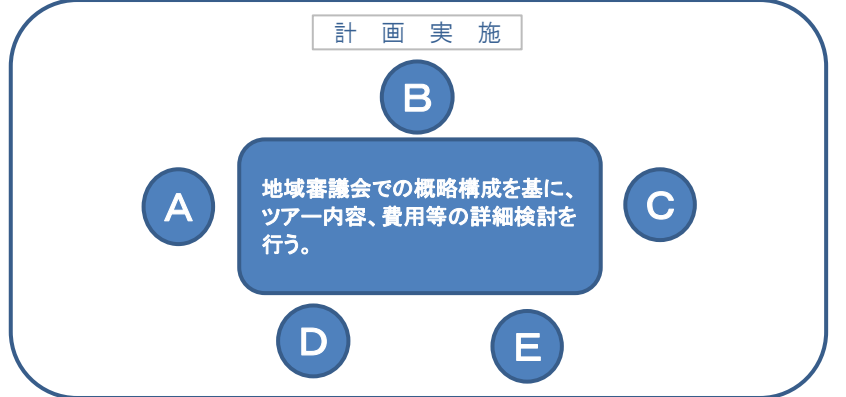 計画実施
B
地域審議会での概略構成を基に、
ツアー内容、費用等の詳細検討を
行う。
A
C
D
E